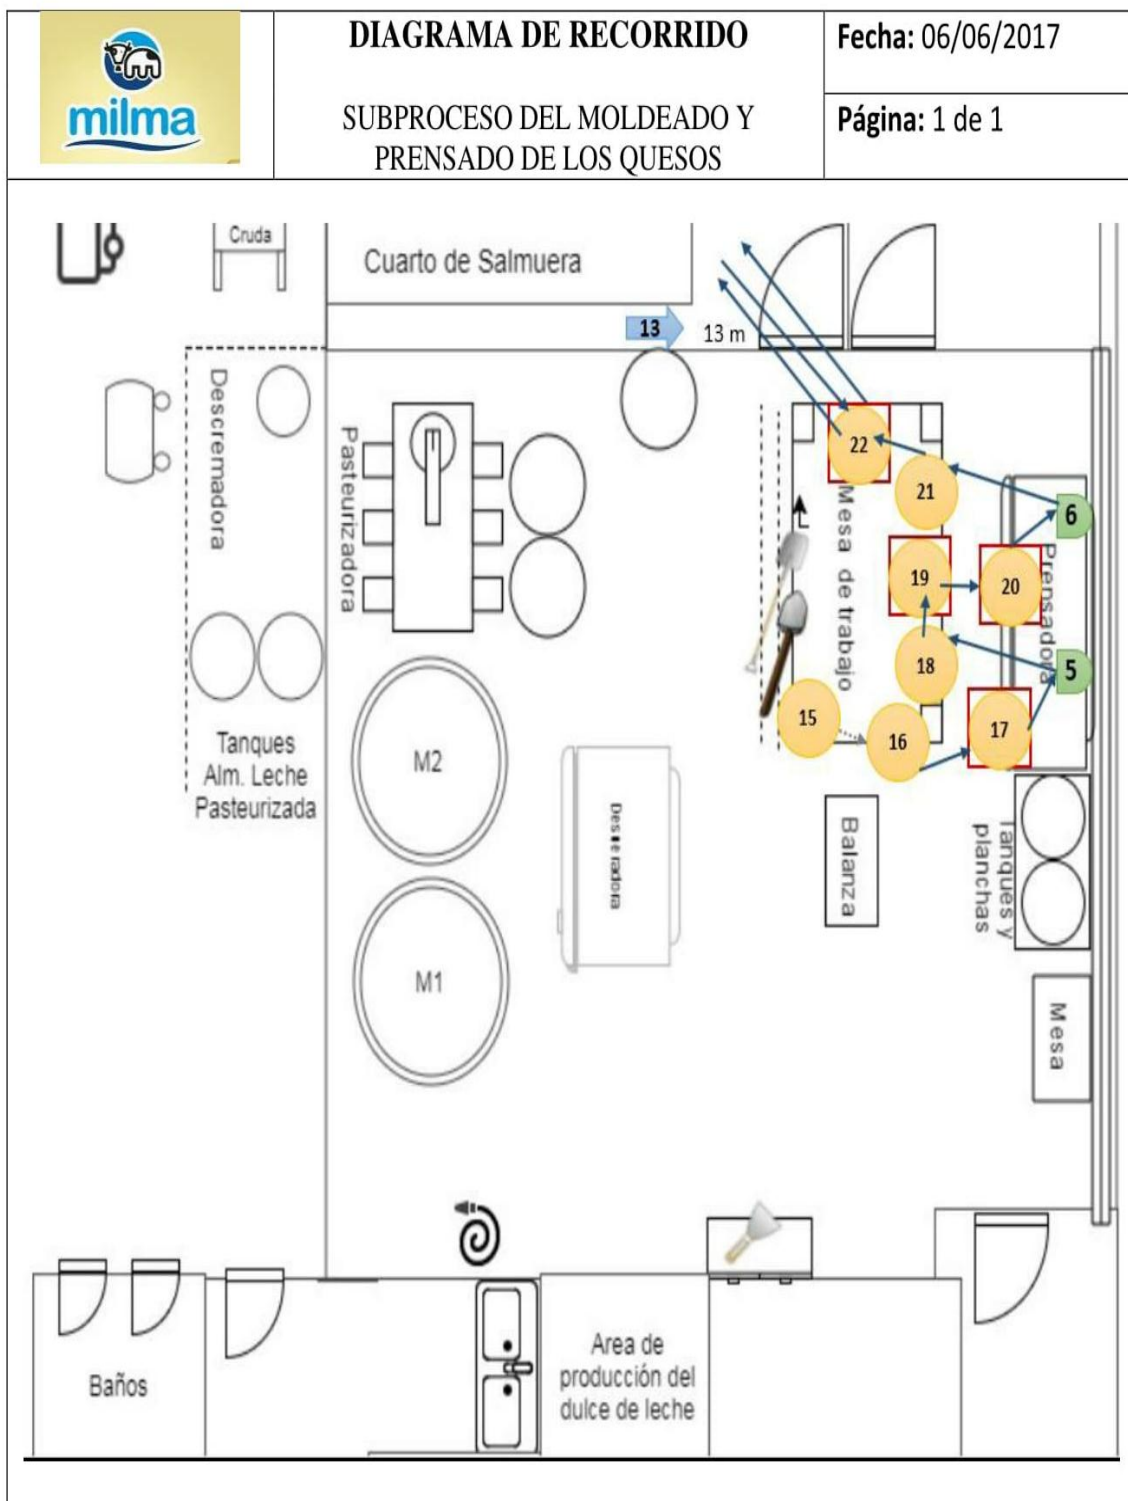 milma
DIAGRAMA DE RECORRIDO
SUBPROCESO DEL MOLDEADO Y
PRENSADO DE LOS QUESOS
Fecha: 06/06/2017
Página: 1 de 1
Cruda
Cuarto de Salmuera
13
13 m
Descremadora
Pasteurizadora
Mesa de trabajo
Prensadora
22
21
6
19
20
18
5
15
16
17
Tanques
Alm. Leche
Pasteurizada
M2
M1
Balanza
Tanques y
planchas
Mesa
Baños
Area de
producción del
dulce de leche